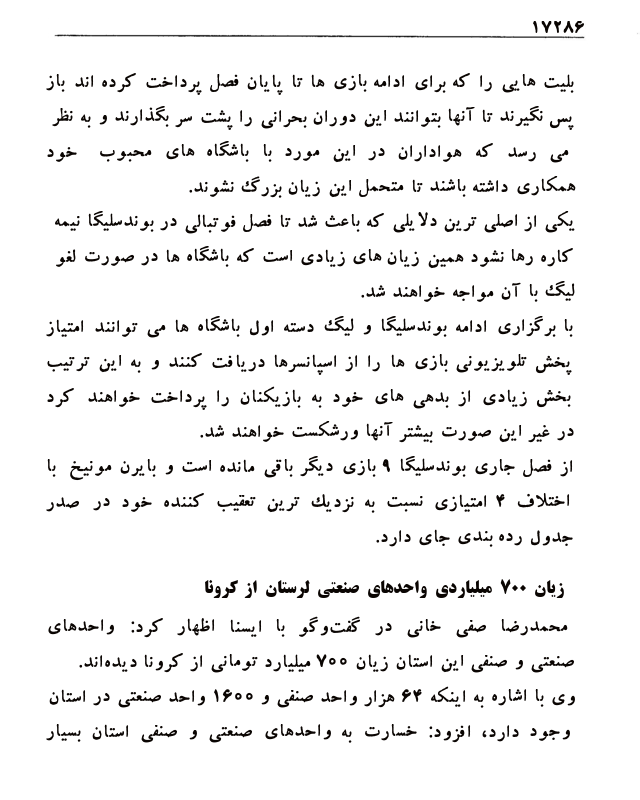 ۱۷۲۸۶
بلیت هایی را که برای ادامه بازی ها تا پایان فصل پرداخت کرده اند باز
پس نگیرند تا آنها بتوانند این دوران بحرانی را پشت سر بگذارند و به نظر
می رسد که هواداران در این مورد با باشگاه های محبوب خود
همکاری داشته باشند تا متحمل این زیان بزرگ نشوند.
یکی از اصلی ترین دلایلی که باعث شد تا فصل فوتبالی در بوندسلیگا نیمه
کاره رها نشود همین زیان های زیادی است که باشگاه ها در صورت لغو
لیگ با آن مواجه خواهند شد.
با برگزاری ادامه بوندسلیگا و لیگ دسته اول باشگاه ها می توانند امتیاز
پخش تلویزیونی بازی ها را از اسپانسرها دریافت کنند و به این ترتیب
بخش زیادی از بدهی های خود به بازیکنان را پرداخت خواهند کرد
در غیر این صورت بیشتر آنها ورشکست خواهند شد.
از فصل جاری بوندسلیگا ۹ بازی دیگر باقی مانده است و بایرن مونیخ با
اختلاف ۴ امتیازی نسبت به نزدیک ترین تعقیب کننده خود در صدر
جدول رده بندی جای دارد.
زیان ۷۰۰ میلیاردی واحدهای صنعتی لرستان از کرونا
محمدرضا صفی خانی در گفت‌وگو با ایسنا اظهار کرد: واحدهای
صنعتی و صنفی این استان زیان ۷۰۰ میلیارد تومانی از کرونا دیده‌اند.
وی با اشاره به اینکه ۶۴ هزار واحد صنفی و ۱۶۰۰ واحد صنعتی در استان
وجود دارد، افزود: خسارت به واحدهای صنعتی و صنفی استان بسیار